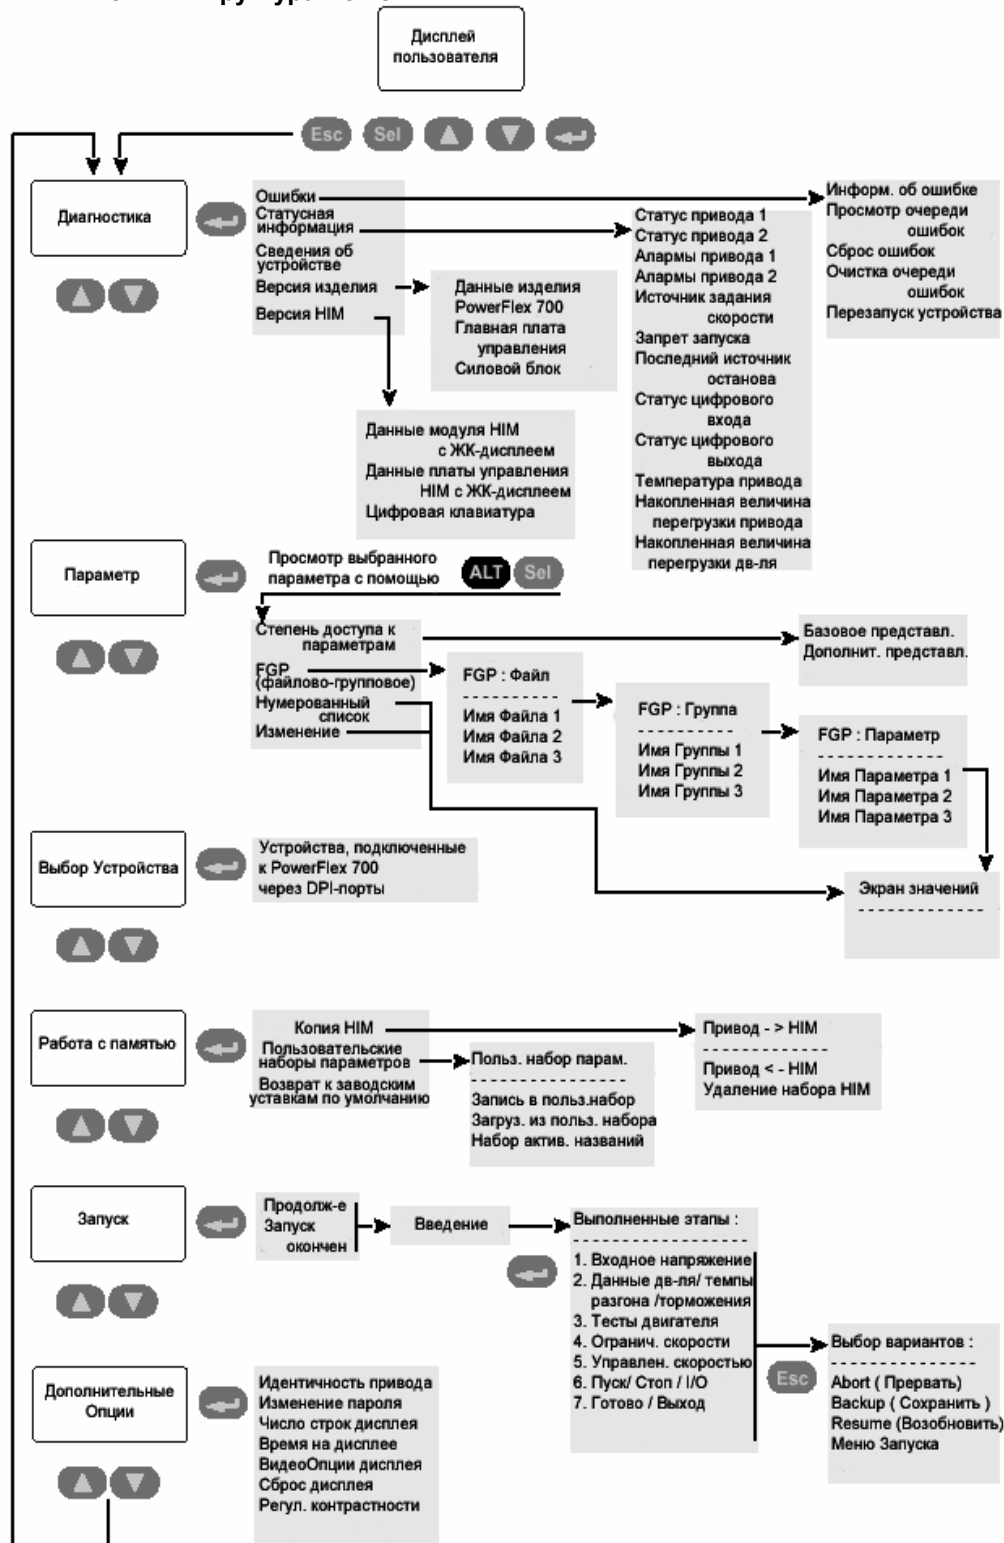 Дисплей
пользователя
Esc Sel
Диагностика
Ошибки
Статусная
информация
Сведения об
устройстве
Версия изделия
Версия HIM
Данные изделия
PowerFlex 700
Главная плата
управления
Силовой блок
Данные модуля HIM
с ЖК-дисплеем
Данные платы управления
HIM с ЖК-дисплеем
Цифровая клавиатура
Статус привода 1
Статус привода 2
Алармы привода 1
Алармы привода 2
Источник задания
скорости
Запрет запуска
Последний источник
останова
Статус цифрового
входа
Статус цифрового
выхода
Температура привода
Накопленная величина
перегрузки привода
Накопленная величина
перегрузки дв-ля
Информ. об ошибке
Просмотр очереди
ошибок
Сброс ошибок
Очистка очереди
ошибок
Перезапуск устройства
Параметр
Просмотр выбранного
параметра с помощью
ALT Sel
Степень доступа к
параметрам
FGP
(файлово-групповое)
Нумерованный
список
Изменение
Базовое представл.
Дополнит. представл.
FGP : Файл
Имя Файла 1
Имя Файла 2
Имя Файла 3
FGP : Группа
Имя Группы 1
Имя Группы 2
Имя Группы 3
FGP : Параметр
Имя Параметра 1
Имя Параметра 2
Имя Параметра 3
Экран значений
Выбор Устройства
Устройства, подключенные
к PowerFlex 700
через DPI-порты
Работа с памятью
Копия HIM
Пользовательские
наборы параметров
Возврат к заводским
уставкам по умолчанию
Польз. набор парам.
Запись в польз.набор
Загруз. из польз. набора
Набор актив. названий
Привод - > HIM
Привод < - HIM
Удаление набора HIM
Запуск
Продолж-е
Запуск
окончен
Введение
Выполненные этапы :
1. Входное напряжение
2. Данные дв-ля/ темпы
разгона /торможения
3. Тесты двигателя
4. Огранич. скорости
5. Управлен. скоростью
6. Пуск/ Стоп / I/O
7. Готово / Выход
Esc
Выбор вариантов :
Abort ( Прервать)
Backup ( Сохранить )
Resume (Возобновить)
Меню Запуска
Дополнительные
Опции
Идентичность привода
Изменение пароля
Число строк дисплея
Время на дисплее
ВидеоОпции дисплея
Сброс дисплея
Регул. контрастности